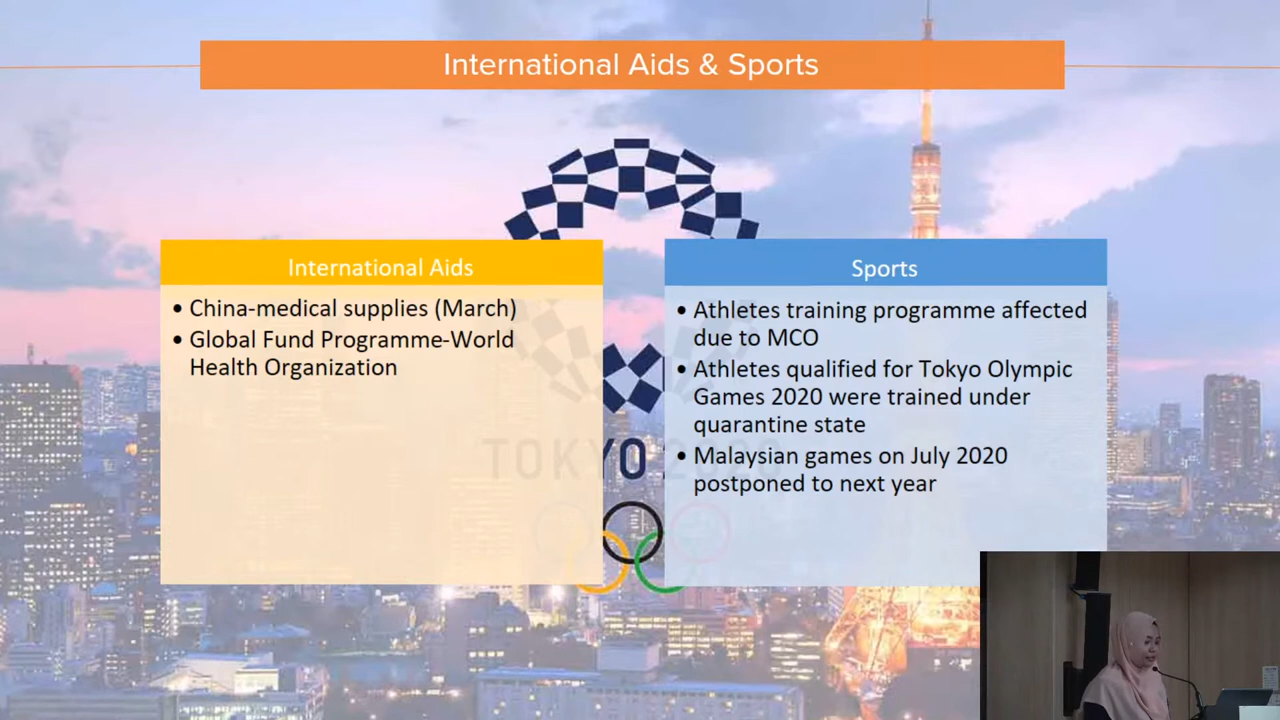 International Aids & Sports
International Aids
• China-medical supplies (March)
• Global Fund Programme-World
Health Organization
Sports
• Athletes training programme affected
due to MCO
• Athletes qualified for Tokyo Olympic
Games 2020 were trained under
quarantine state
• Malaysian games on July 2020
postponed to next year
TOKYO 2020